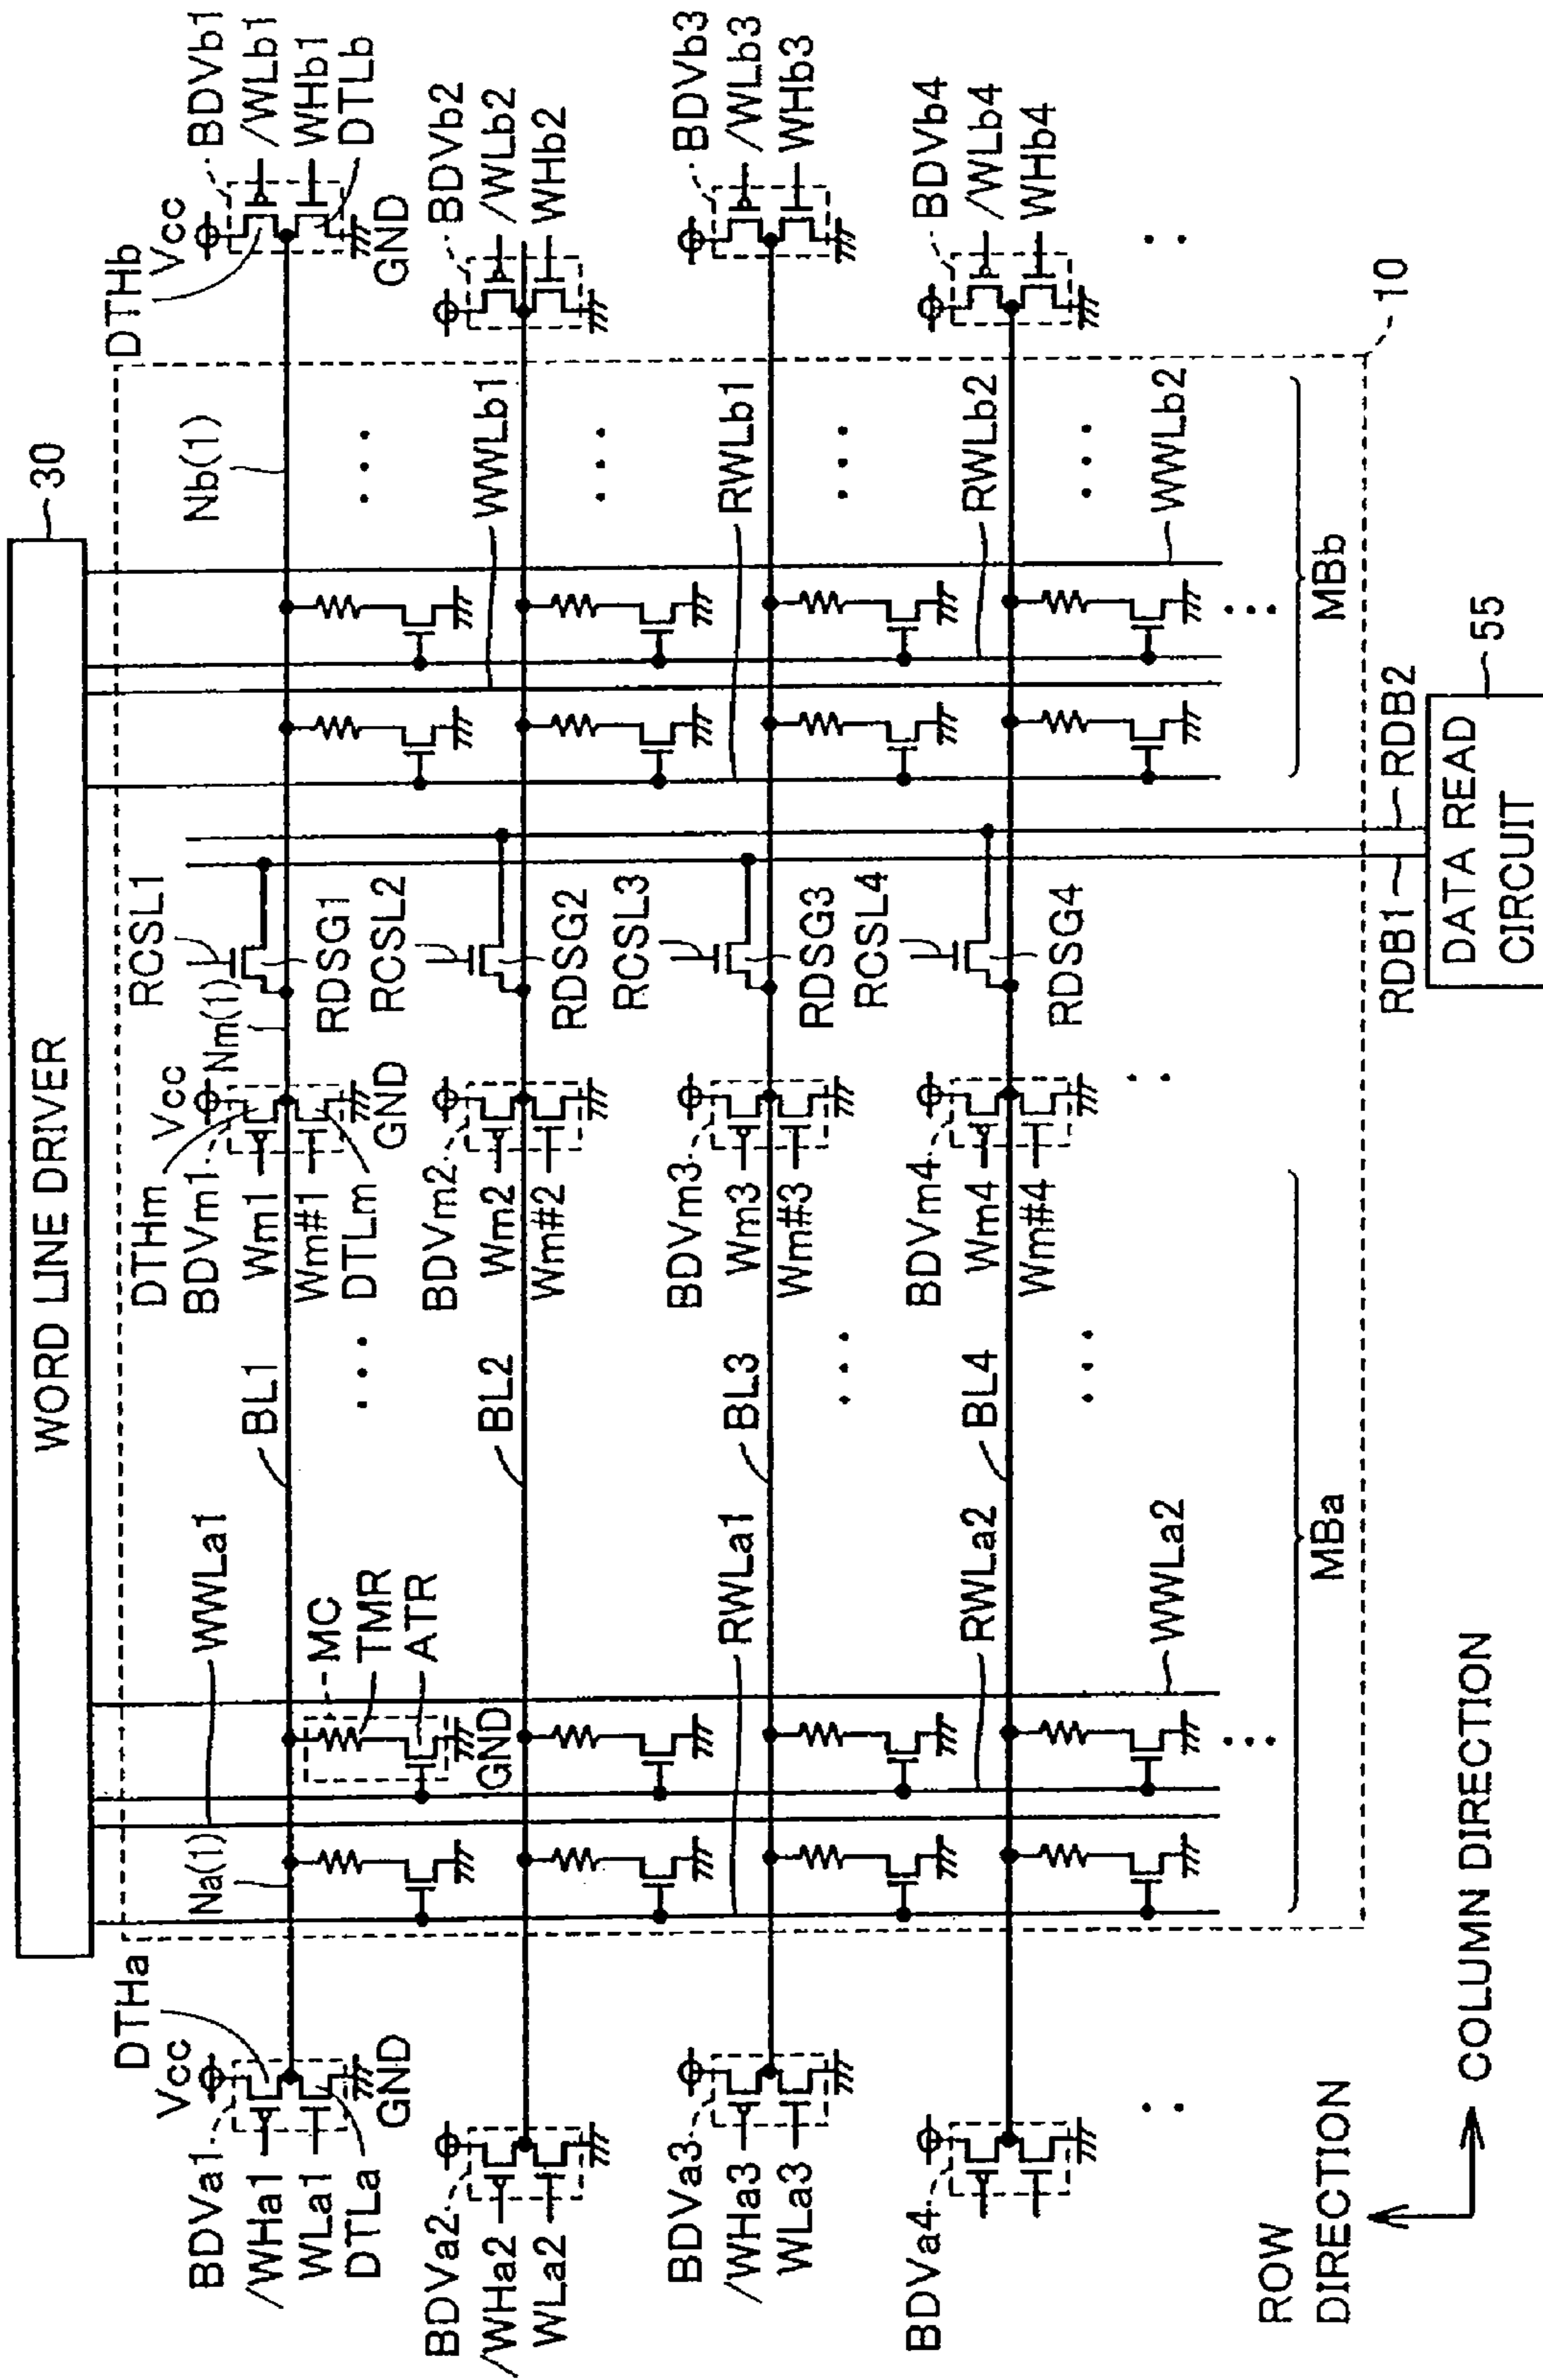 WORD LINE DRIVER
30
DTHa
Vcc
BDVa1
/WHa1
WLa1
DTLa
GND
Na(1)
WWLa1
MC
TMR
ATR
GND
BL1
DTHm
Vcc
BDVm1
Wm1
Wm#1
DTLm
GND
Nm(1)
RCSL1
RDSG1
Nb(1)
DTHb
Vcc
GND
BDVb1
/WLb1
WHb1
DTLb
BDVa2
/WHa2
WLa2
BL2
BDVm2
Wm2
Wm#2
RCSL2
RDSG2
WWLb1
BDVb2
/WLb2
WHb2
BDVa3
/WHa3
WLa3
RWLa1
BL3
BDVm3
Wm3
Wm#3
RCSL3
RDSG3
RWLb1
BDVb3
/WLb3
WHb3
BDVa4
RWLa2
BL4
BDVm4
Wm4
Wm#4
RCSL4
RDSG4
RWLb2
BDVb4
/WLb4
WHb4
WWLa2
WWLb2
MBa
MBb
10
RDB1
RDB2
DATA READ
CIRCUIT
55
ROW
DIRECTION
COLUMN DIRECTION